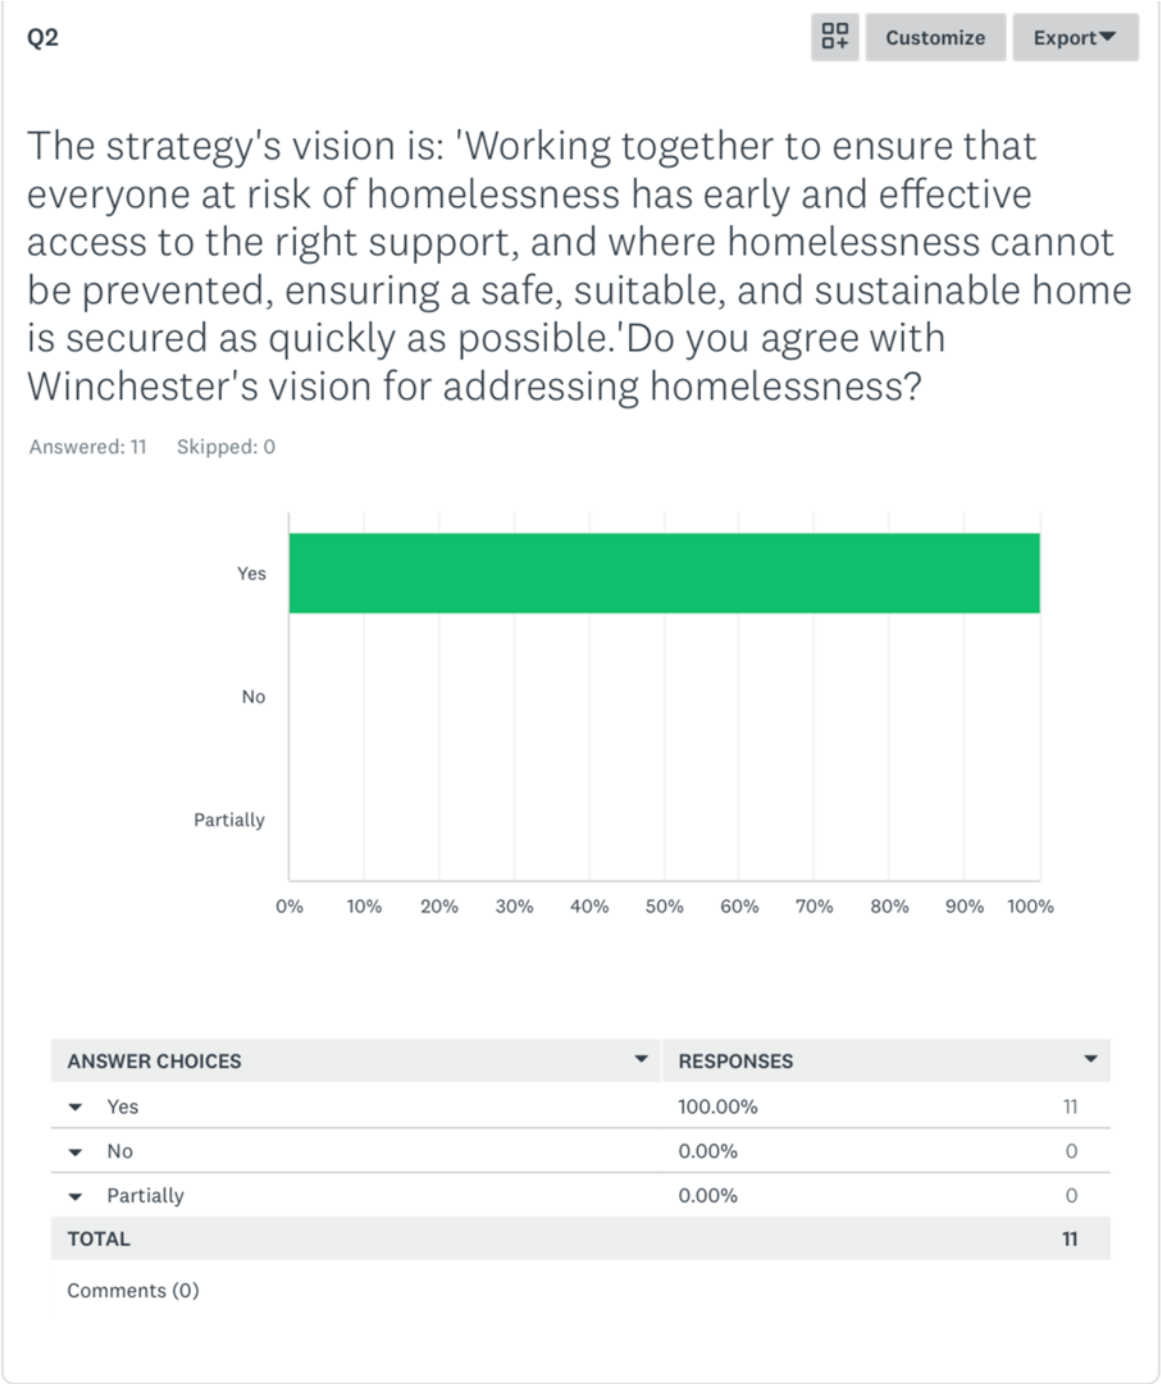 Q2
Customize
Export
The strategy's vision is: 'Working together to ensure that
everyone at risk of homelessness has early and effective
access to the right support, and where homelessness cannot
be prevented, ensuring a safe, suitable, and sustainable home
is secured as quickly as possible.'Do you agree with
Winchester's vision for addressing homelessness?
Answered: 11 Skipped: 0
Yes
No
Partially
0% 10% 20% 30% 40% 50% 60% 70% 80% 90% 100%
ANSWER CHOICES RESPONSES
Yes 100.00% 11
No 0.00% 0
Partially 0.00% 0
TOTAL 11
Comments (0)